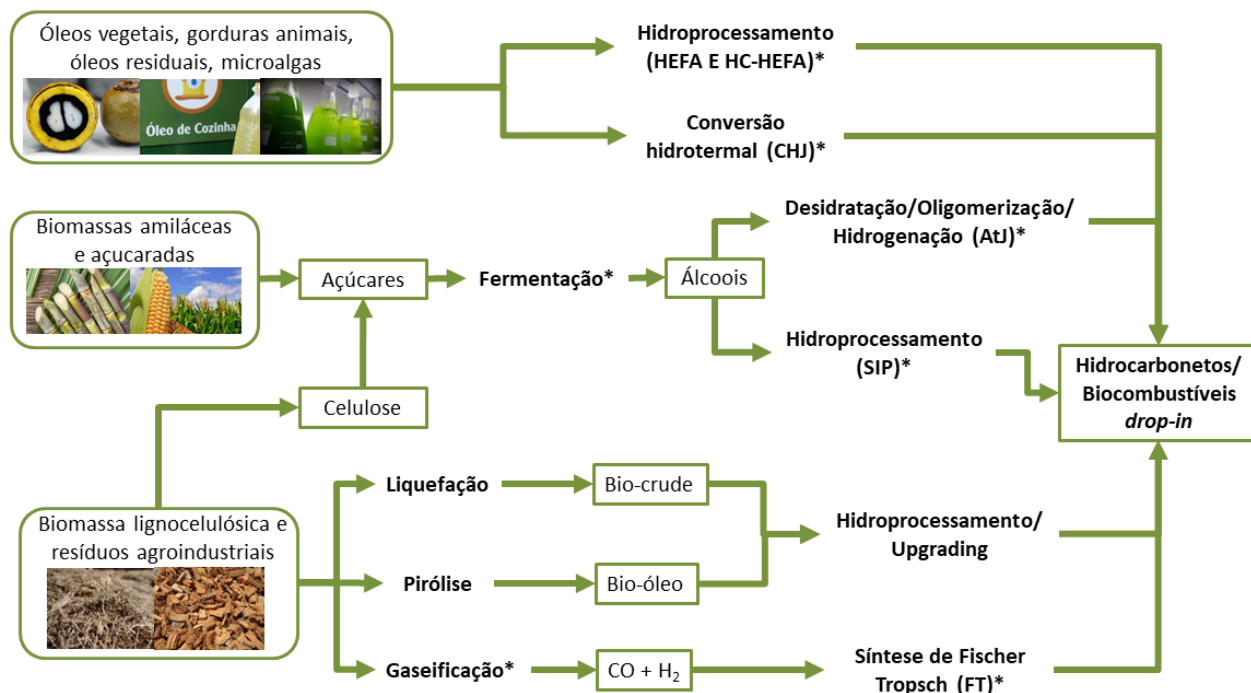 Óleos vegetais, gorduras animais,
óleos residuais, microalgas
Óleo de Cozinha
Hidroprocessamento
(HEFA E HC-HEFA)*
Conversão
hidrotermal (CHJ)*
Biomassas amiláceas
e açucaradas
Açúcares
Fermentação*
Álcoois
Desidratação/Oligomerização/
Hidrogenação (AtJ)*
Hidroprocessamento
(SIP)*
Hidrocarbonetos/
Biocombustíveis
drop-in
Celulose
Biomassa lignocelulósica e
resíduos agroindustriais
Liquefação
Bio-crude
Hidroprocessamento/
Upgrading
Pirólise
Bio-óleo
Gaseificação*
CO + H₂
Síntese de Fischer
Tropsch (FT)*